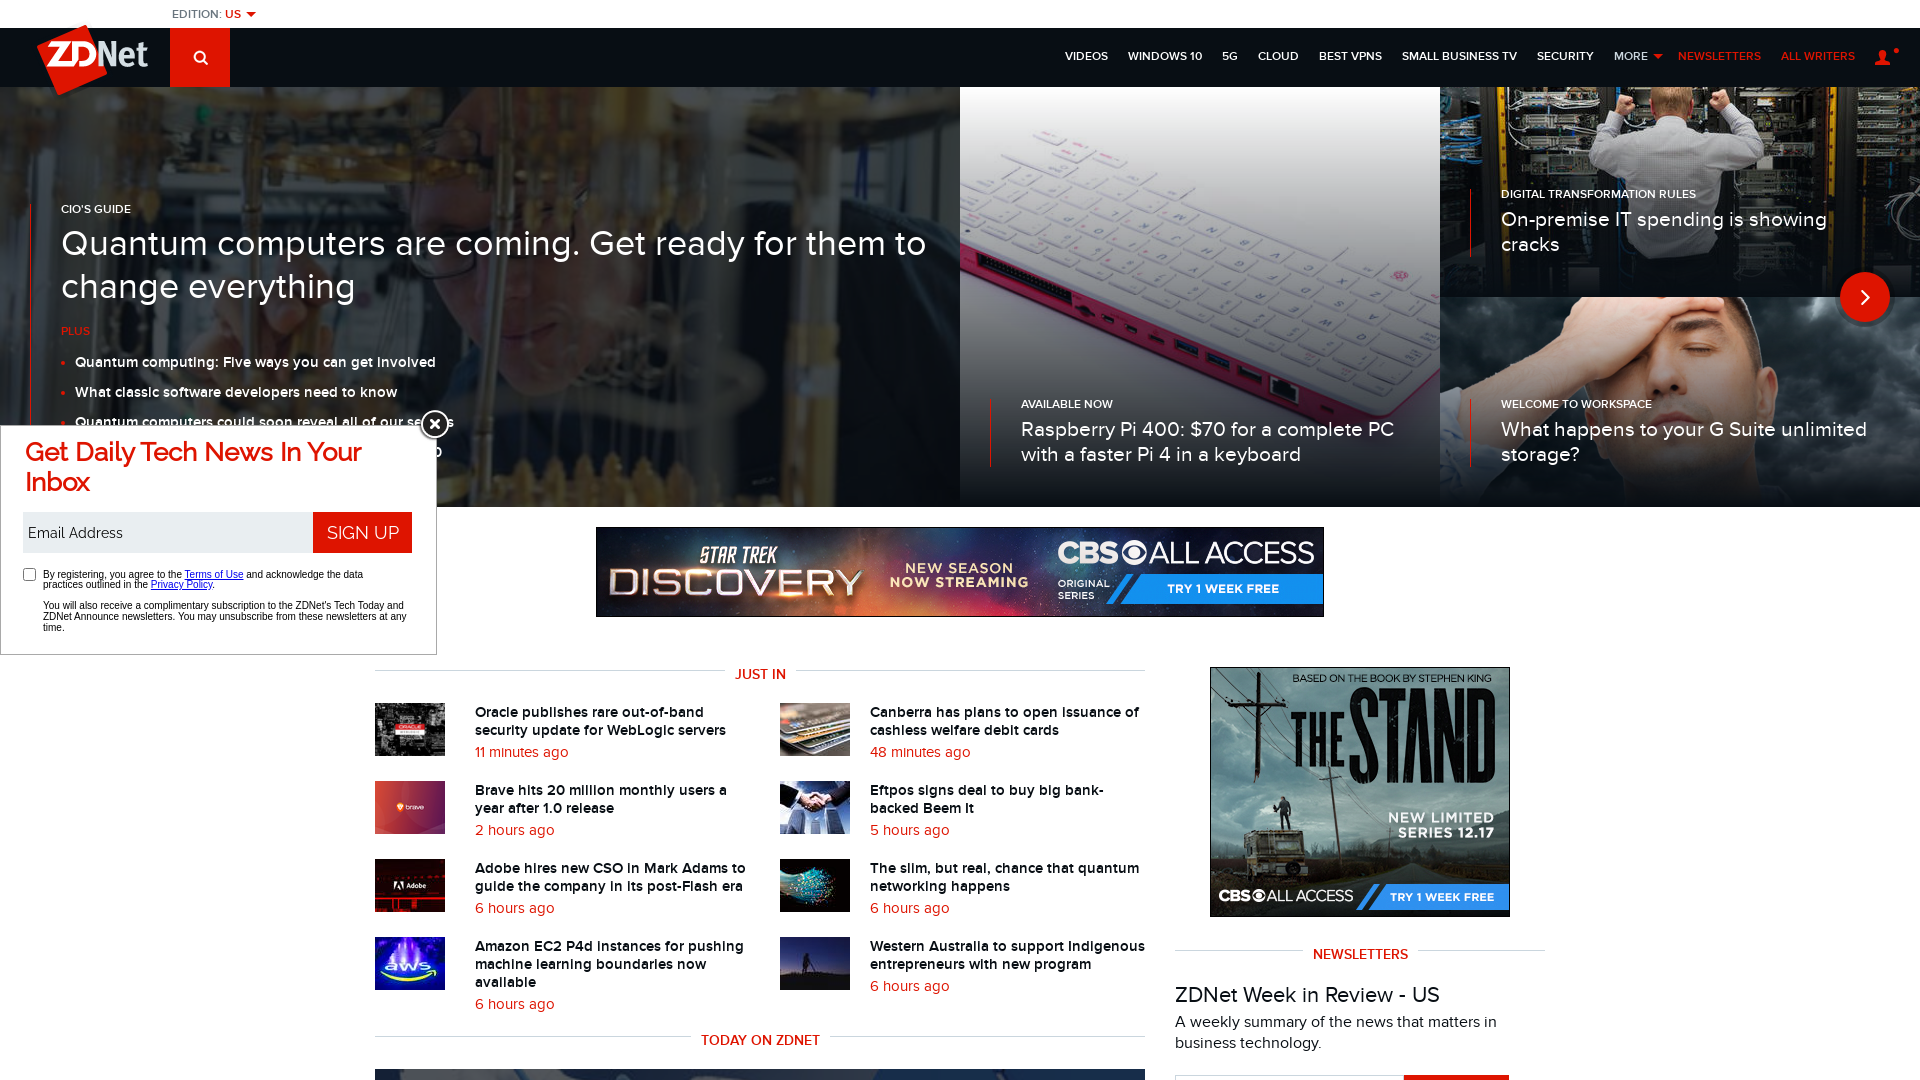 EDITION: US
ZDNet
VIDEOS WINDOWS 10 5G CLOUD BEST VPNS SMALL BUSINESS TV SECURITY MORE NEWSLETTERS ALL WRITERS
CIO'S GUIDE
Quantum computers are coming. Get ready for them to
change everything
PLUS
Quantum computing: Five ways you can get involved
What classic software developers need to know
Quantum computers could soon reveal all of our
AVAILABLE NOW
Raspberry Pi 400: $70 for a complete PC
with a faster Pi 4 in a keyboard
DIGITAL TRANSFORMATION RULES
On-premise IT spending is showing
cracks
WELCOME TO WORKSPACE
What happens to your G Suite unlimited
storage?
Get Daily Tech News In Your
Inbox
Email Address
SIGN UP
By registering, you agree to the Terms of Use and acknowledge the data
practices outlined in the Privacy Policy.
You will also receive a complimentary subscription to the ZDNet's Tech Today and
ZDNet Announce newsletters. You may unsubscribe from these newsletters at any
time.
STAR TREK
DISCOVERY
NEW SEASON
NOW STREAMING
CBS ALL ACCESS
ORIGINAL
SERIES
TRY 1 WEEK FREE
JUST IN
ORACLE
Oracle publishes rare out-of-band
security update for WebLogic servers
11 minutes ago
Canberra has plans to open issuance of
cashless welfare debit cards
48 minutes ago
brave
Brave hits 20 million monthly users a
year after 1.0 release
2 hours ago
Eftpos signs deal to buy big bank-
backed Beem It
5 hours ago
Adobe
Adobe hires new CSO in Mark Adams to
guide the company in its post-Flash era
6 hours ago
The slim, but real, chance that quantum
networking happens
6 hours ago
aws
Amazon EC2 P4d instances for pushing
machine learning boundaries now
available
6 hours ago
Western Australia to support Indigenous
entrepreneurs with new program
6 hours ago
TODAY ON ZDNET
BASED ON THE BOOK BY STEPHEN KING
THE STAND
NEW LIMITED
SERIES 12.17
CBS ALL ACCESS
TRY 1 WEEK FREE
NEWSLETTERS
ZDNet Week in Review - US
A weekly summary of the news that matters in
business technology.